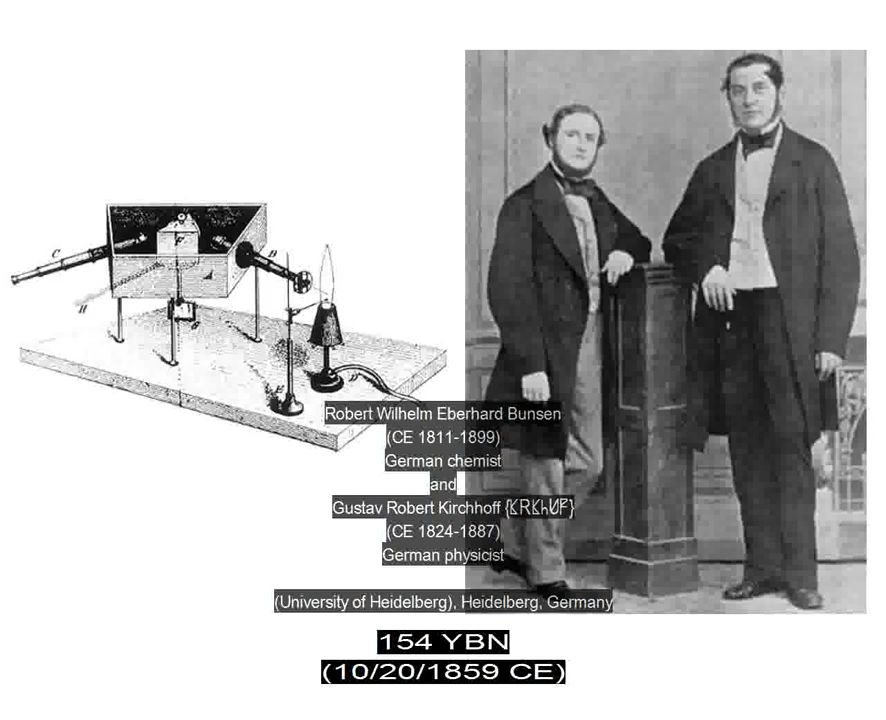 C
B
F
A
D
H
G
E
D
Robert Wilhelm Eberhard Bunsen
(CE 1811-1899)
German chemist
and
Gustav Robert Kirchhoff
(CE 1824-1887)
German physicist
(University of Heidelberg), Heidelberg, Germany
154 YBN
(10/20/1859 CE)